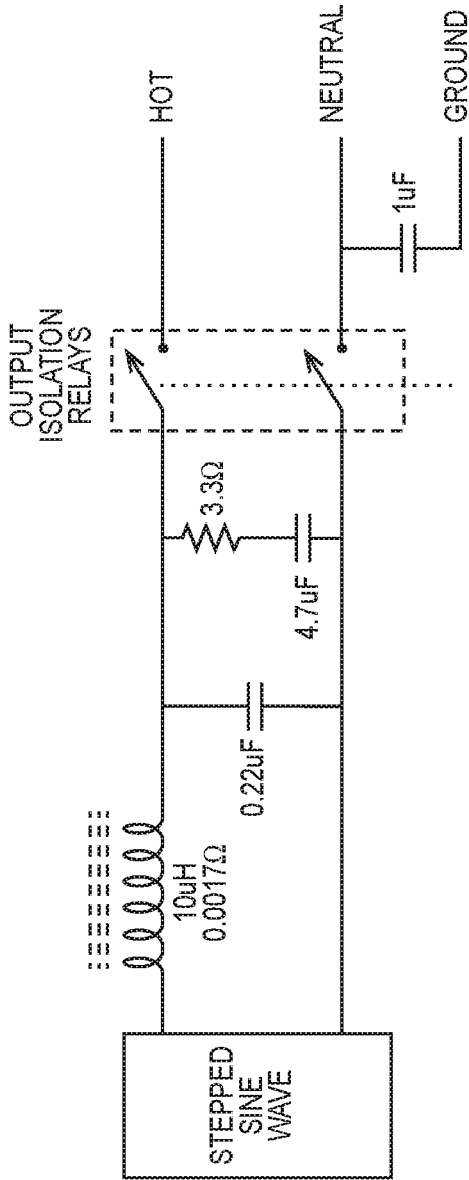 STEPPED
SINE
WAVE
10uH
0.0017Ω
0.22uF
3.3Ω
4.7uF
OUTPUT
ISOLATION
RELAYS
HOT
NEUTRAL
1uF
GROUND